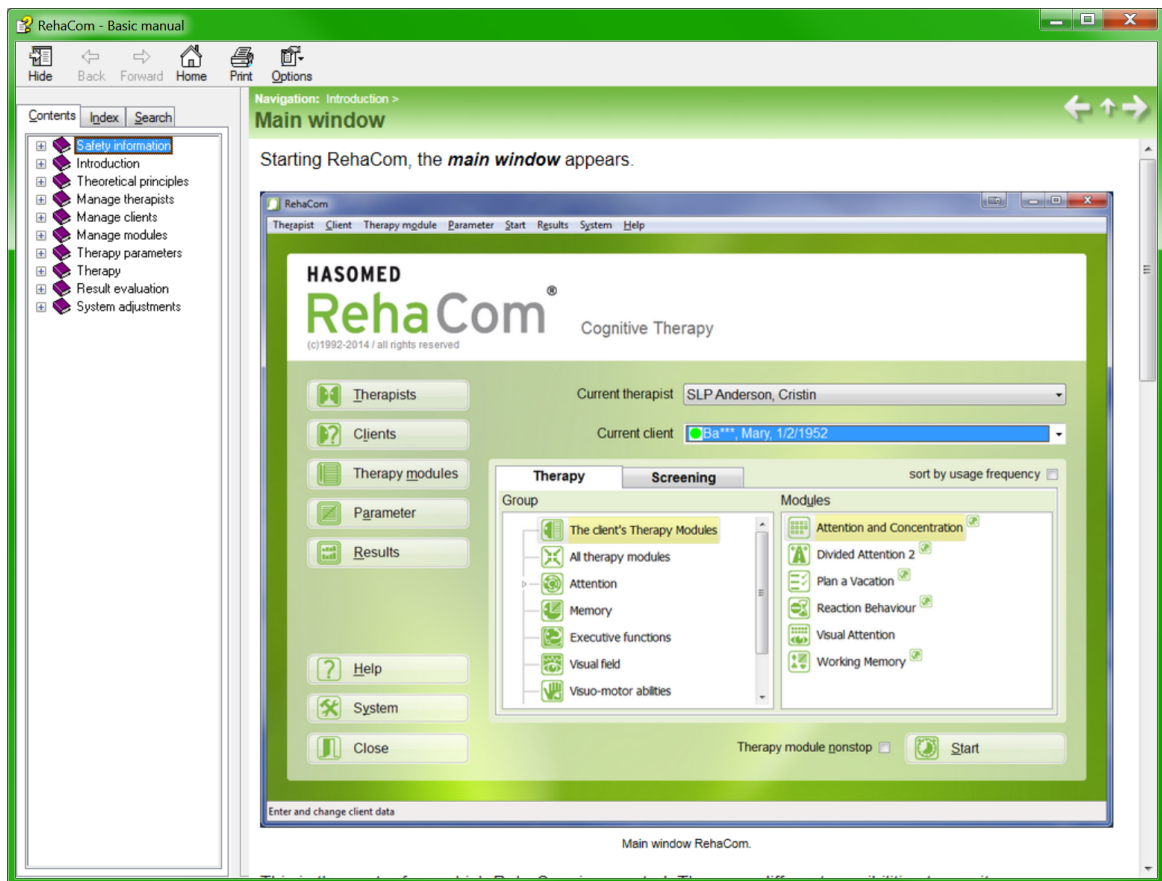 RehaCom - Basic manual
Hide Back Forward Home Print Options
Contents Index Search
Safety information
Introduction
Theoretical principles
Manage therapists
Manage clients
Manage modules
Therapy parameters
Therapy
Result evaluation
System adjustments
Navigation: Introduction >
Main window
Starting RehaCom, the main window appears.
RehaCom
Therapist Client Therapy module Parameter Start Results System Help
HASOMED
RehaCom®
Cognitive Therapy
(c)1992-2014 / all rights reserved
Therapists
Clients
Therapy modules
Parameter
Results
Help
System
Close
Current therapist SLP Anderson, Cristin
Current client Ba***, Mary, 1/2/1952
Therapy Screening sort by usage frequency
Group
The client's Therapy Modules
All therapy modules
Attention
Memory
Executive functions
Visual field
Visuo-motor abilities
Modules
Attention and Concentration
Divided Attention 2
Plan a Vacation
Reaction Behaviour
Visual Attention
Working Memory
Therapy module nonstop Start
Enter and change client data
Main window RehaCom.